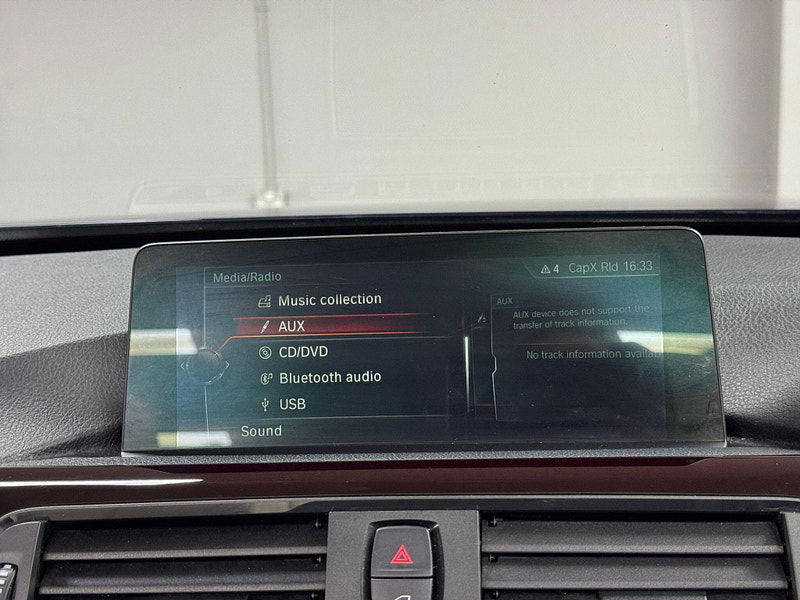 Media/Radio
4 CapX Rld 16:33
Music collection
AUX
CD/DVD
Bluetooth audio
USB
Sound
AUX
AUX device does not support the
transfer of track information.
No track information availab